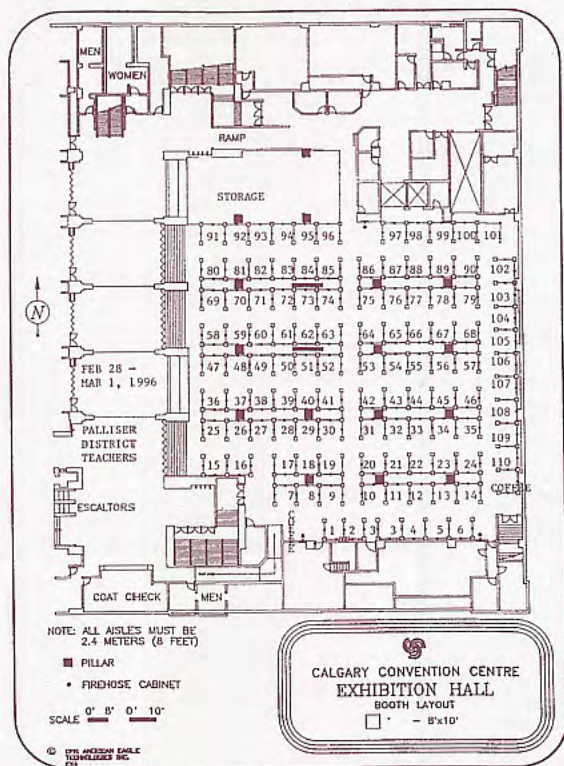 MEN
WOMEN
RAMP
STORAGE
91 92 93 94 95 96
97 98 99 100 101
80 81 82 83 84 85
86 87 88 89 90
102
69 70 71 72 73 74
75 76 77 78 79
103
104
58 59 60 61 62 63
64 65 66 67 68
105
47 48 49 50 51 52
53 54 55 56 57
106
107
N
FEB 28 -
MAR 1, 1996
36 37 38 39 40 41
42 43 44 45 46
108
25 26 27 28 29 30
31 32 33 34 35
109
PALLISER
DISTRICT
TEACHERS
15 16
17 18 19
20 21 22 23 24
110
7 8 9
10 11 12 13 14
COFFEE
ESCALTORS
COFFEE
1 2 3 3 4 5 6
COAT CHECK
MEN
NOTE: ALL AISLES MUST BE
2.4 METERS (8 FEET)
PILLAR
FIREHOSE CABINET
SCALE 0' 8' 0' 10'
CALGARY CONVENTION CENTRE
EXHIBITION HALL
BOOTH LAYOUT
- 8'x10'
© 1995 AMERICAN EAGLE
TECHNOLOGIES INC.